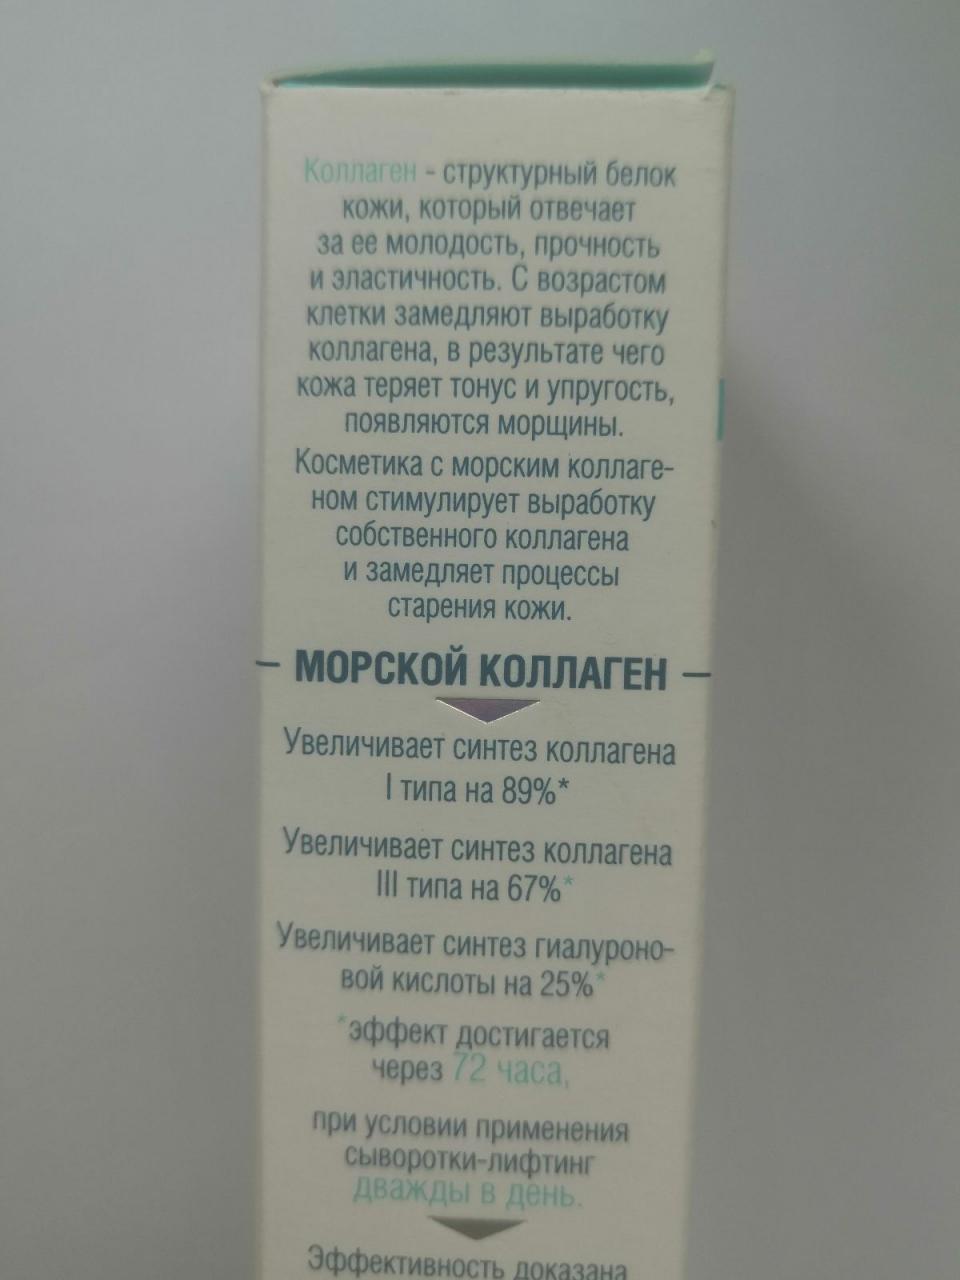 Коллаген - структурный белок
кожи, который отвечает
за ее молодость, прочность
и эластичность. С возрастом
клетки замедляют выработку
коллагена, в результате чего
кожа теряет тонус и упругость,
появляются морщины.
Косметика с морским коллаге-
ном стимулирует выработку
собственного коллагена
и замедляет процессы
старения кожи.
— МОРСКОЙ КОЛЛАГЕН —
Увеличивает синтез коллагена
I типа на 89%*
Увеличивает синтез коллагена
III типа на 67%*
Увеличивает синтез гиалуроно-
вой кислоты на 25%*
*эффект достигается
через 72 часа,
при условии применения
сыворотки-лифтинг
дважды в день.
Эффективность доказана